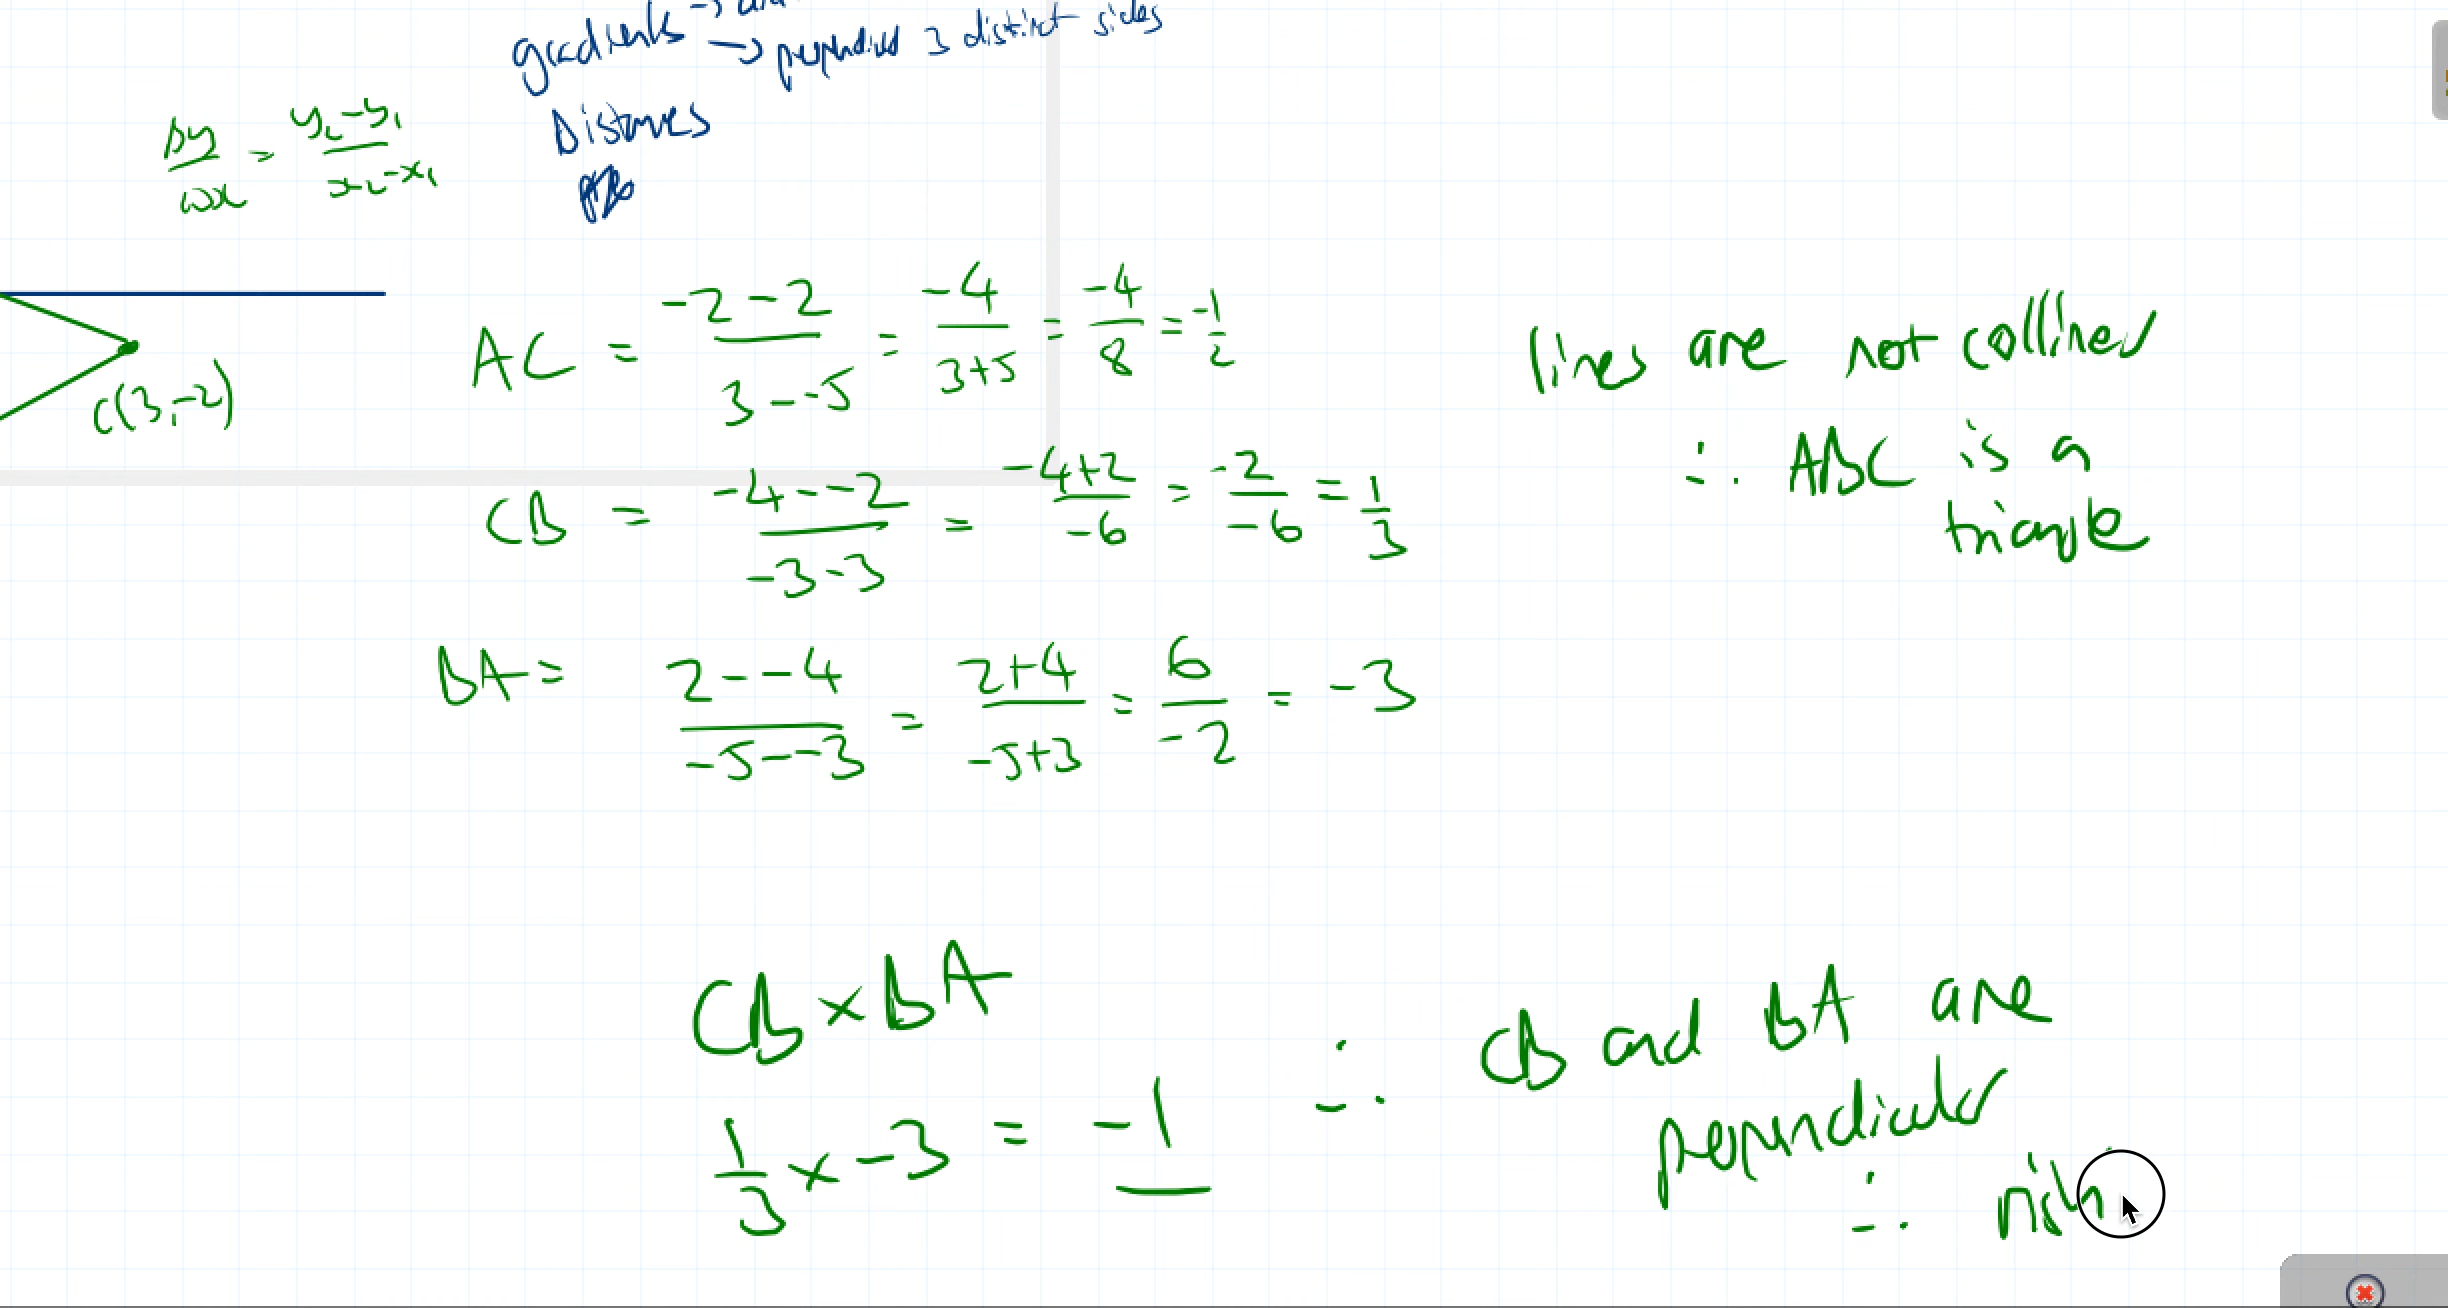 gradients →
→ perpendicul 3 distinct sides
Distances
Δy/Δx = y₂-y₁/x₂-x₁
C(3,-2)
AC = -2-2/3--5 = -4/3+5 = -4/8 = -1/2
lines are not colliner
∴ ABC is a
triangle
CB = -4--2/-3-3 = -4+2/-6 = -2/-6 = 1/3
BA = 2--4/-5--3 = 2+4/-5+3 = 6/-2 = -3
CB × BA
1/3 × -3 = -1
∴ CB and BA are
perpendicular
∴